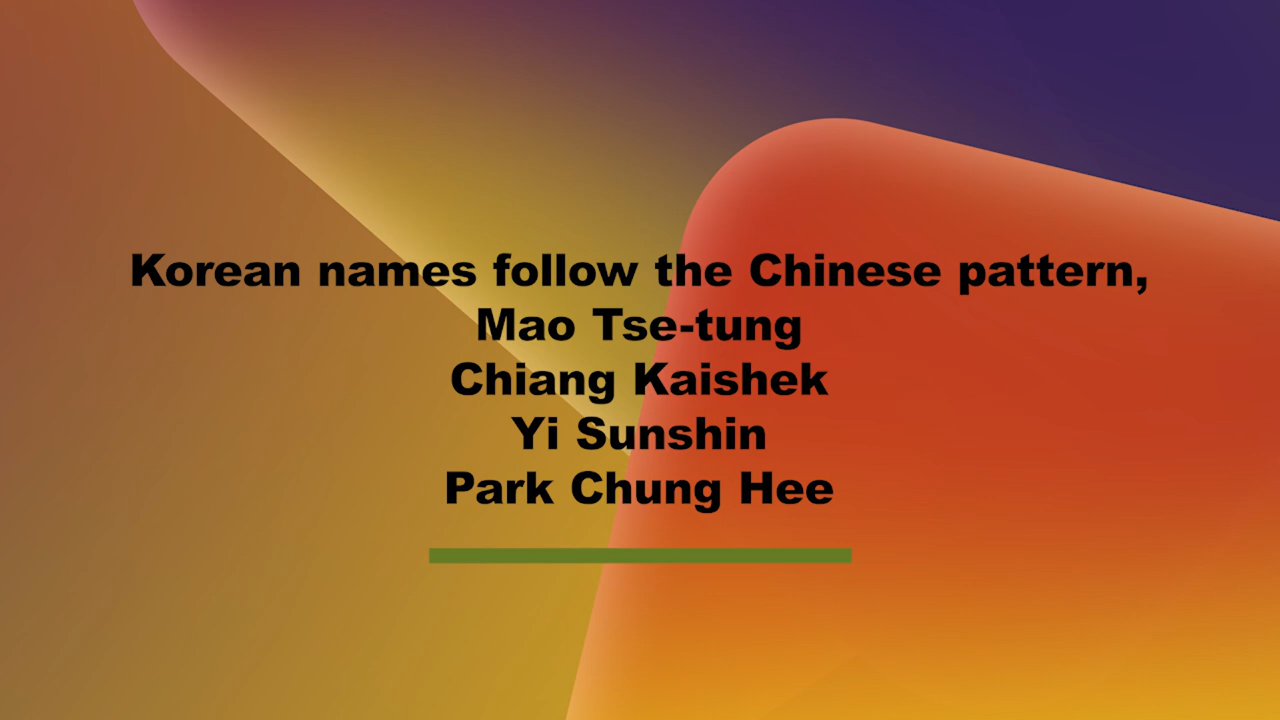 Korean names follow the Chinese pattern,
Mao Tse-tung
Chiang Kaishek
Yi Sunshin
Park Chung Hee